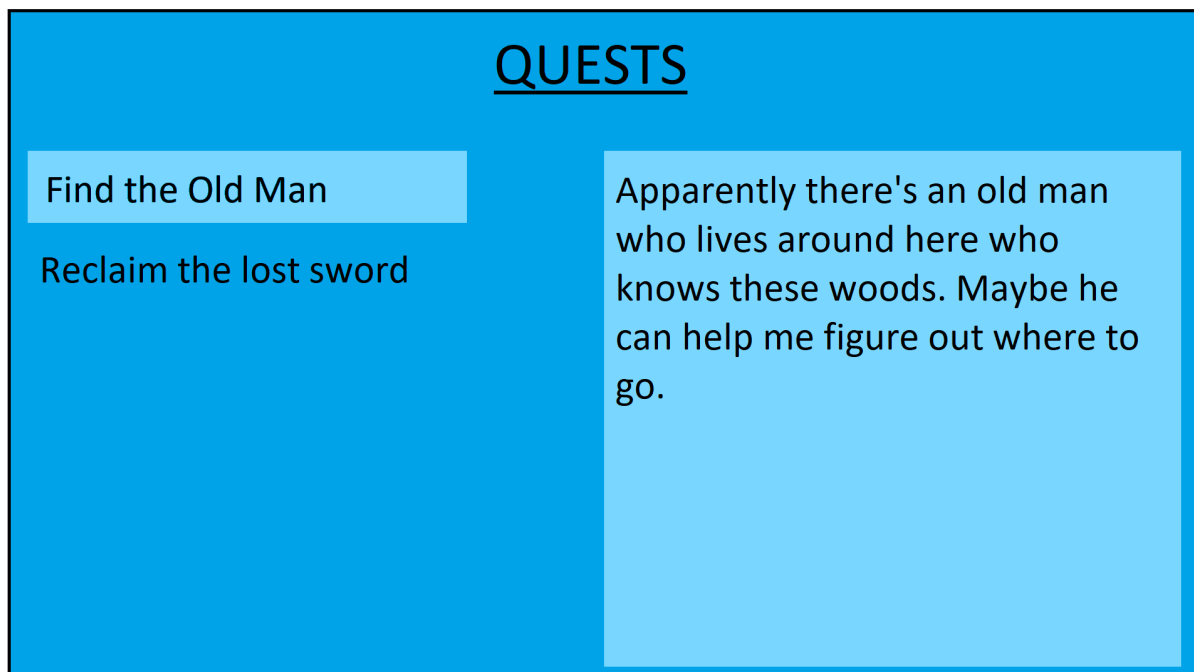 QUESTS
Find the Old Man
Reclaim the lost sword
Apparently there's an old man
who lives around here who
knows these woods. Maybe he
can help me figure out where to
go.